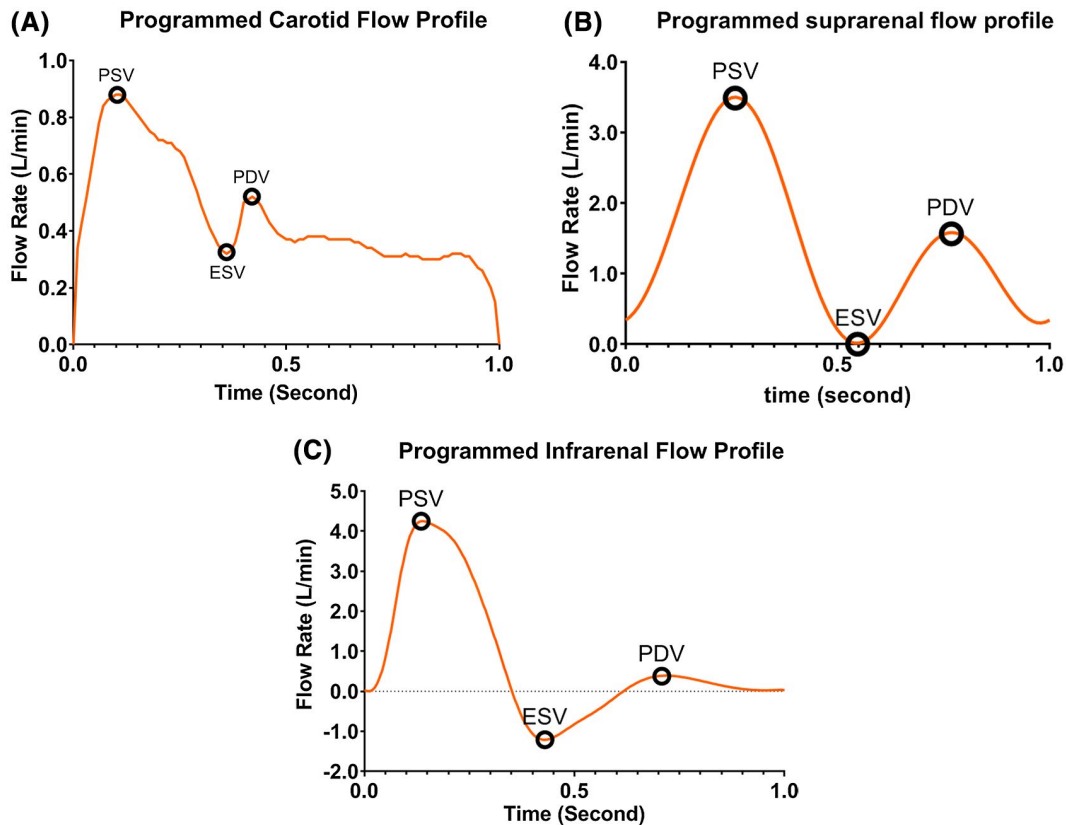 (A) Programmed Carotid Flow Profile
Flow Rate (L/min)
1.0
0.8
0.6
0.4
0.2
0.0
PSV
PDV
ESV
0.0 0.5 1.0
Time (Second)
(B) Programmed suprarenal flow profile
Flow Rate (L/min)
4.0
3.0
2.0
1.0
0.0
PSV
PDV
ESV
0.0 0.5 1.0
time (second)
(C) Programmed Infrarenal Flow Profile
Flow Rate (L/min)
5.0
4.0
3.0
2.0
1.0
0.0
-1.0
-2.0
PSV
PDV
ESV
0.0 0.5 1.0
Time (Second)